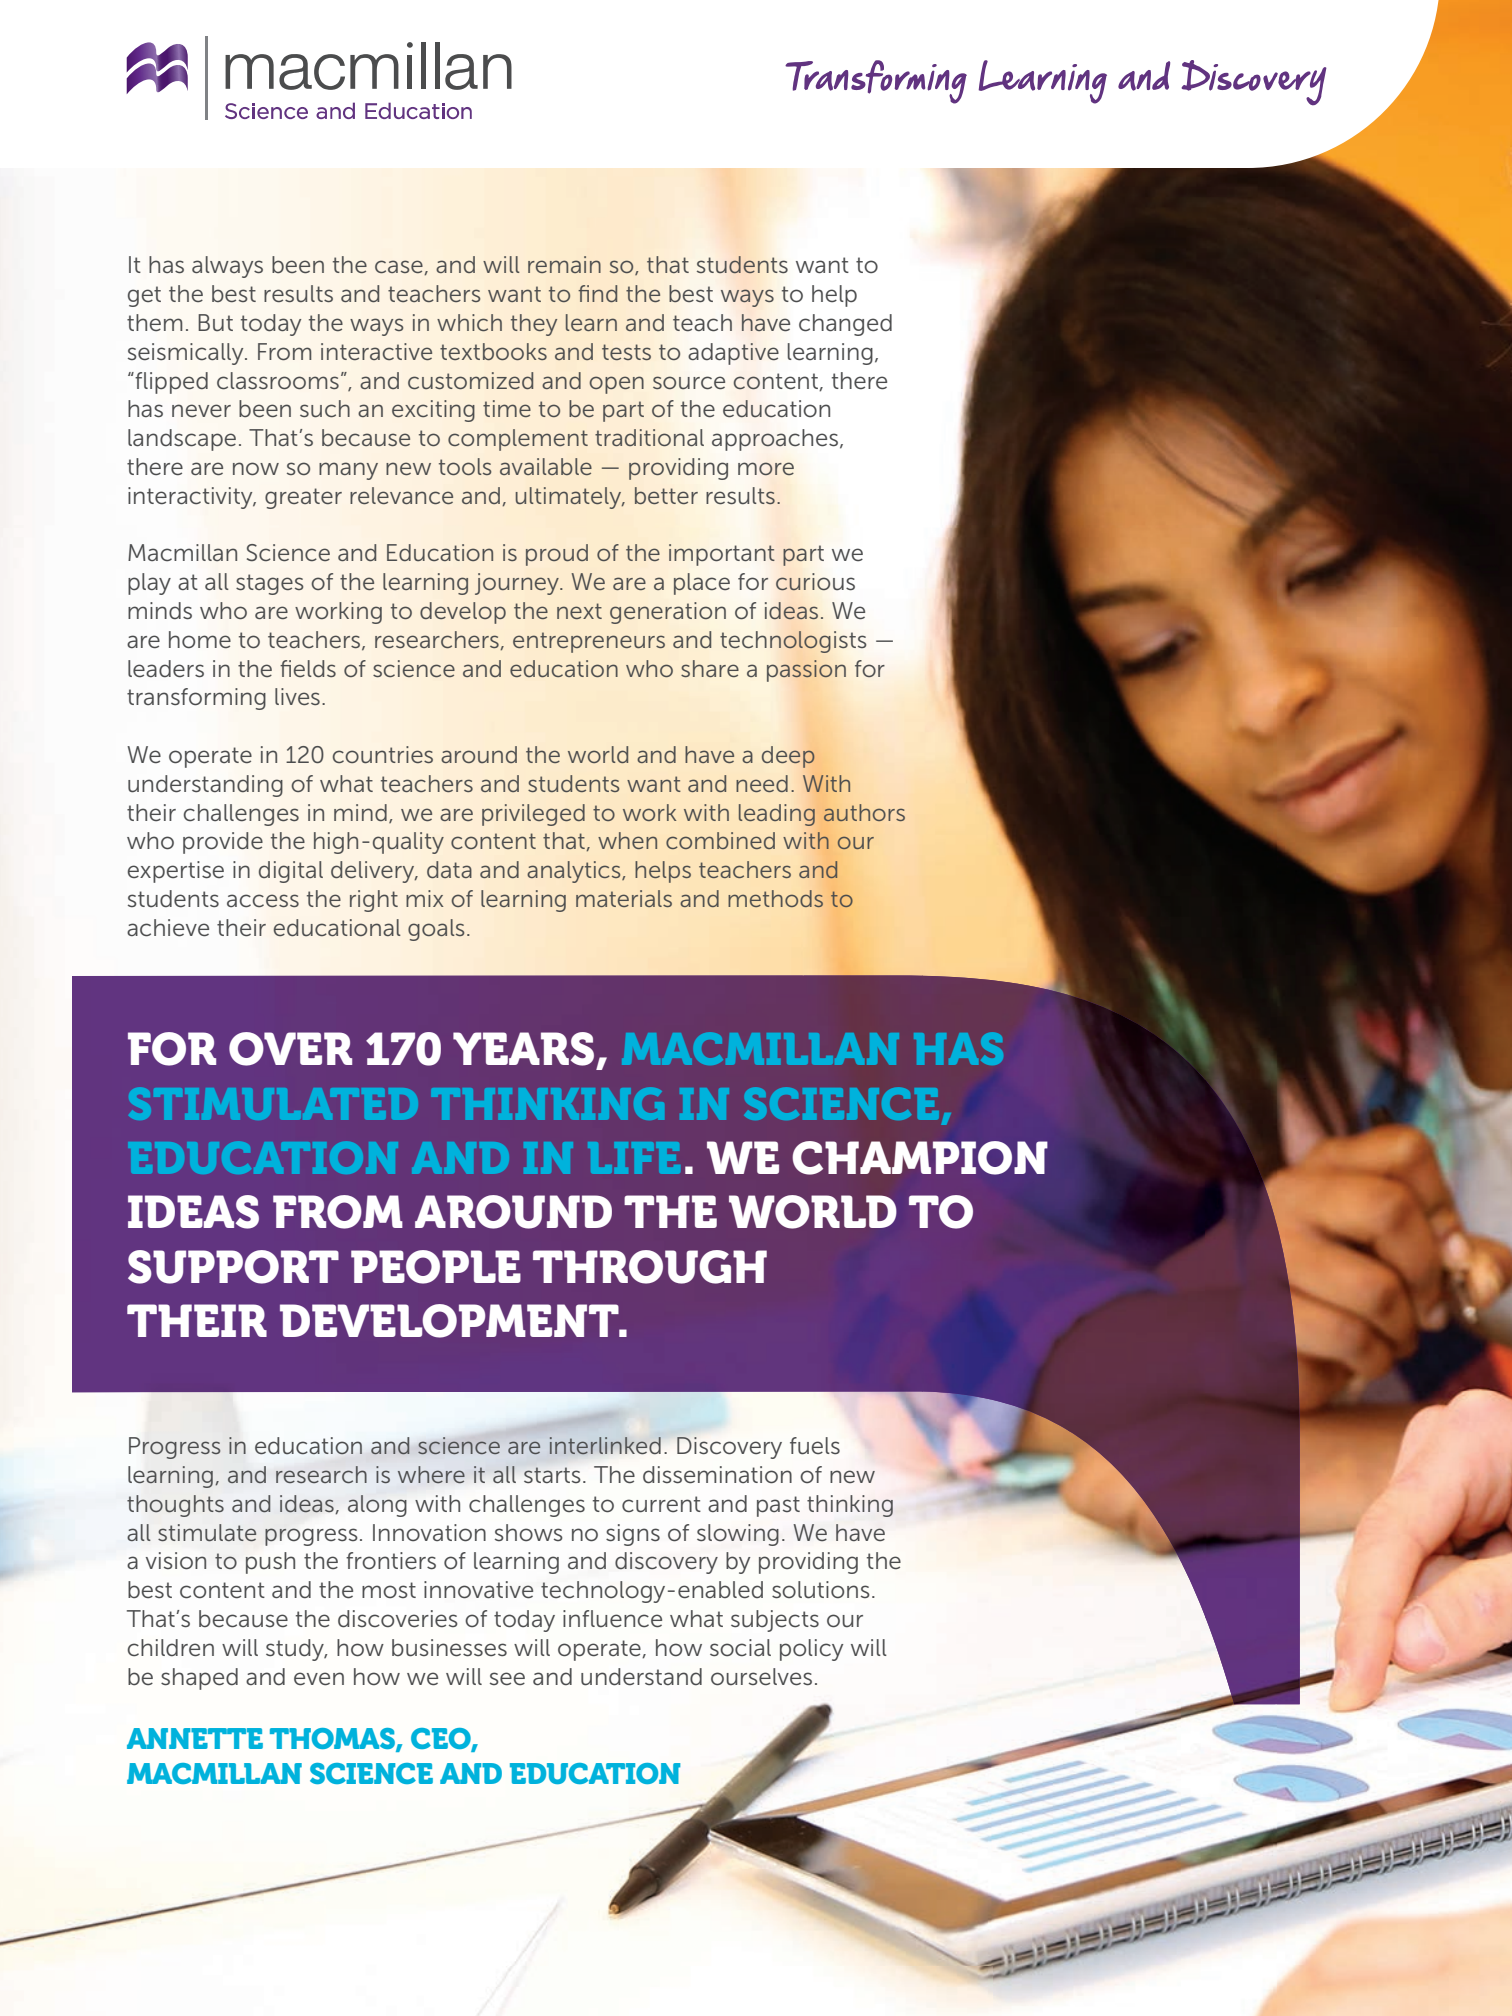 macmillan
Science and Education
Transforming Learning and Discovery
It has always been the case, and will remain so, that students want to
get the best results and teachers want to find the best ways to help
them. But today the ways in which they learn and teach have changed
seismically. From interactive textbooks and tests to adaptive learning,
“flipped classrooms”, and customized and open source content, there
has never been such an exciting time to be part of the education
landscape. That’s because to complement traditional approaches,
there are now so many new tools available — providing more
interactivity, greater relevance and, ultimately, better results.
Macmillan Science and Education is proud of the important part we
play at all stages of the learning journey. We are a place for curious
minds who are working to develop the next generation of ideas. We
are home to teachers, researchers, entrepreneurs and technologists —
leaders in the fields of science and education who share a passion for
transforming lives.
We operate in 120 countries around the world and have a deep
understanding of what teachers and students want and need. With
their challenges in mind, we are privileged to work with leading authors
who provide the high-quality content that, when combined with our
expertise in digital delivery, data and analytics, helps teachers and
students access the right mix of learning materials and methods to
achieve their educational goals.
FOR OVER 170 YEARS, MACMILLAN HAS
STIMULATED THINKING IN SCIENCE,
EDUCATION AND IN LIFE. WE CHAMPION
IDEAS FROM AROUND THE WORLD TO
SUPPORT PEOPLE THROUGH
THEIR DEVELOPMENT.
Progress in education and science are interlinked. Discovery fuels
learning, and research is where it all starts. The dissemination of new
thoughts and ideas, along with challenges to current and past thinking
all stimulate progress. Innovation shows no signs of slowing. We have
a vision to push the frontiers of learning and discovery by providing the
best content and the most innovative technology-enabled solutions.
That’s because the discoveries of today influence what subjects our
children will study, how businesses will operate, how social policy will
be shaped and even how we will see and understand ourselves.
ANNETTE THOMAS, CEO,
MACMILLAN SCIENCE AND EDUCATION